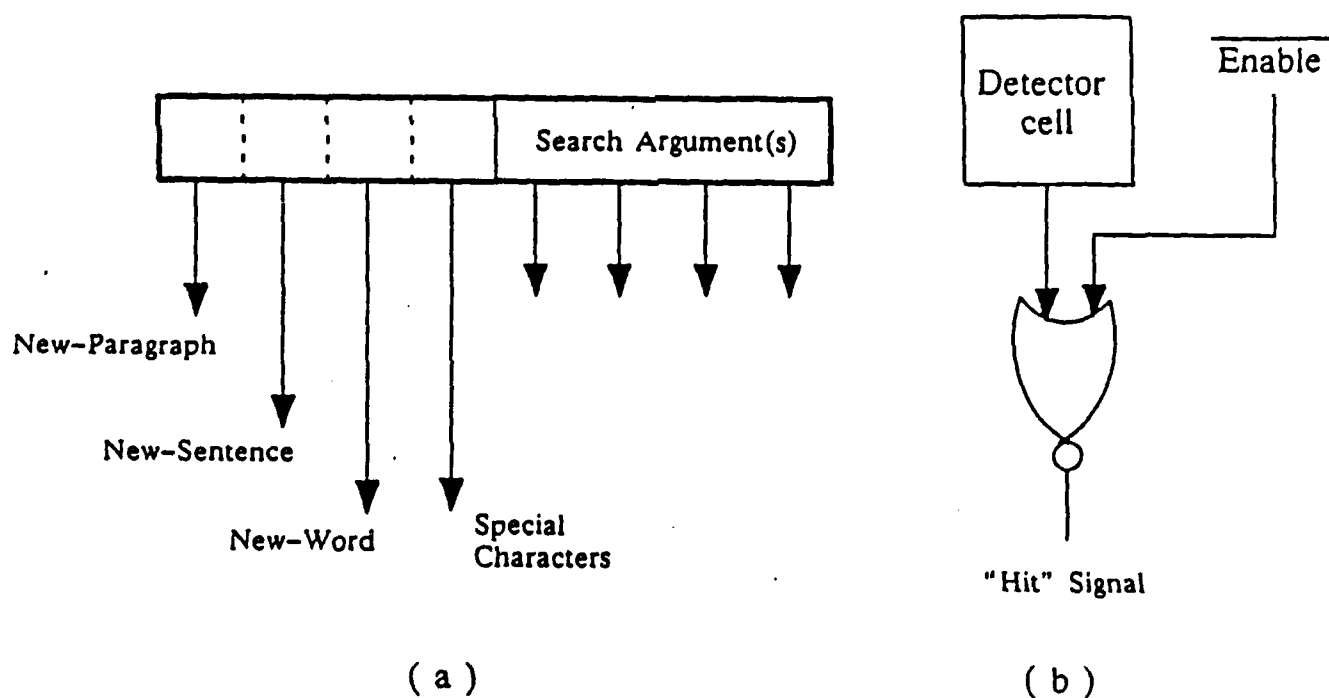 Search Argument(s)
New-Paragraph
New-Sentence
New-Word
Special
Characters
( a )
Detector
cell
Enable
"Hit" Signal
( b )